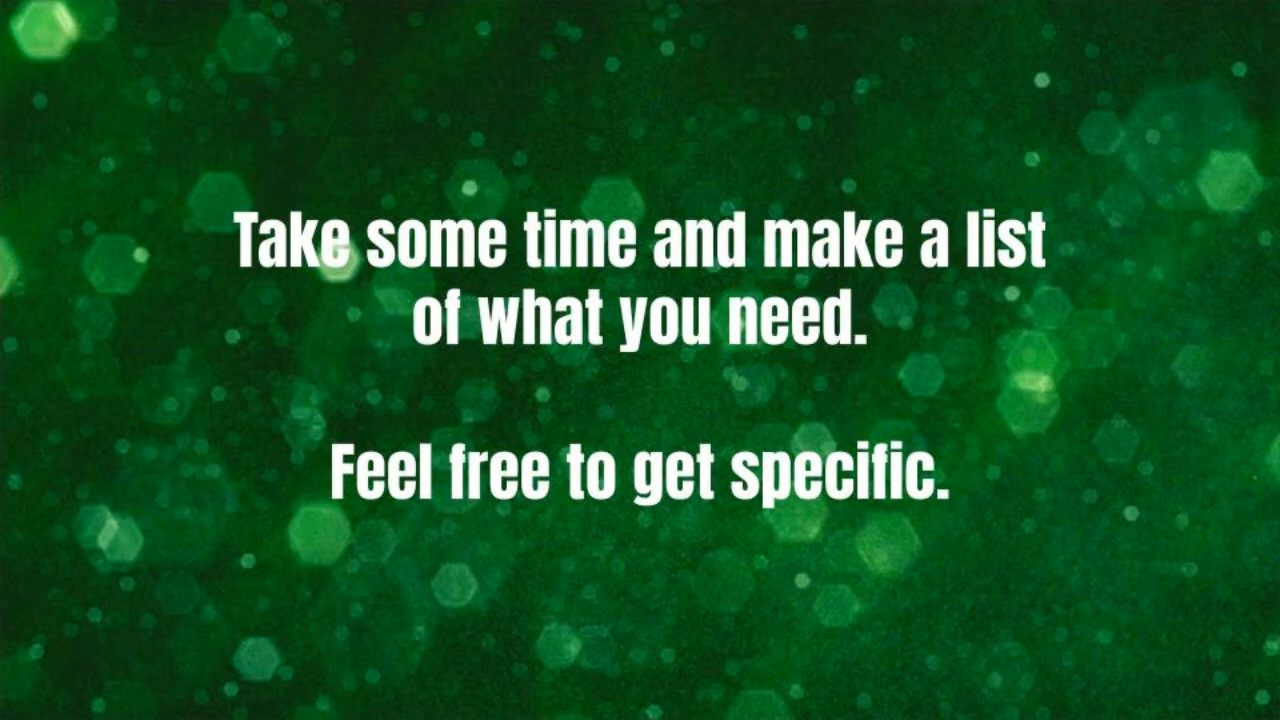 Take some time and make a list
of what you need.
Feel free to get specific.